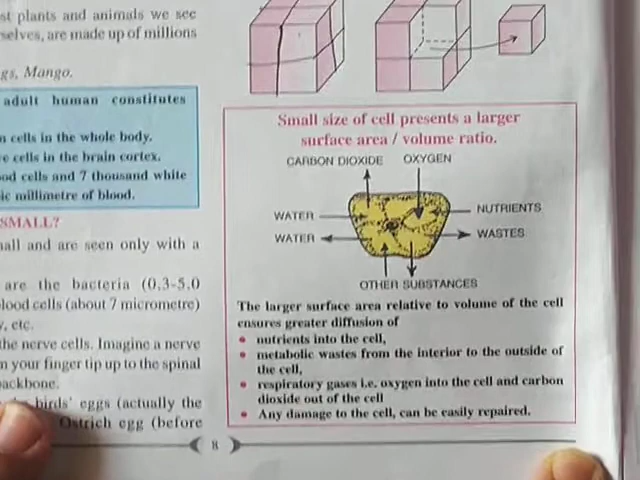 st plants and animals we see
selves, are made up of millions
gs, Mango.
adult human constitutes
n cells in the whole body.
e cells in the brain cortex.
od cells and 7 thousand white
ic millimetre of blood.
SMALL?
nall and are seen only with a
are the bacteria (0.3-5.0
blood cells (about 7 micrometre)
y, etc.
the nerve cells. Imagine a nerve
m your finger tip up to the spinal
backbone.
birds' eggs (actually the
Ostrich egg (before
Small size of cell presents a larger
surface area / volume ratio.
CARBON DIOXIDE OXYGEN
WATER NUTRIENTS
WATER WASTES
OTHER SUBSTANCES
The larger surface area relative to volume of the cell
ensures greater diffusion of
• nutrients into the cell,
• metabolic wastes from the interior to the outside of
the cell,
• respiratory gases i.e. oxygen into the cell and carbon
dioxide out of the cell
• Any damage to the cell, can be easily repaired.
8